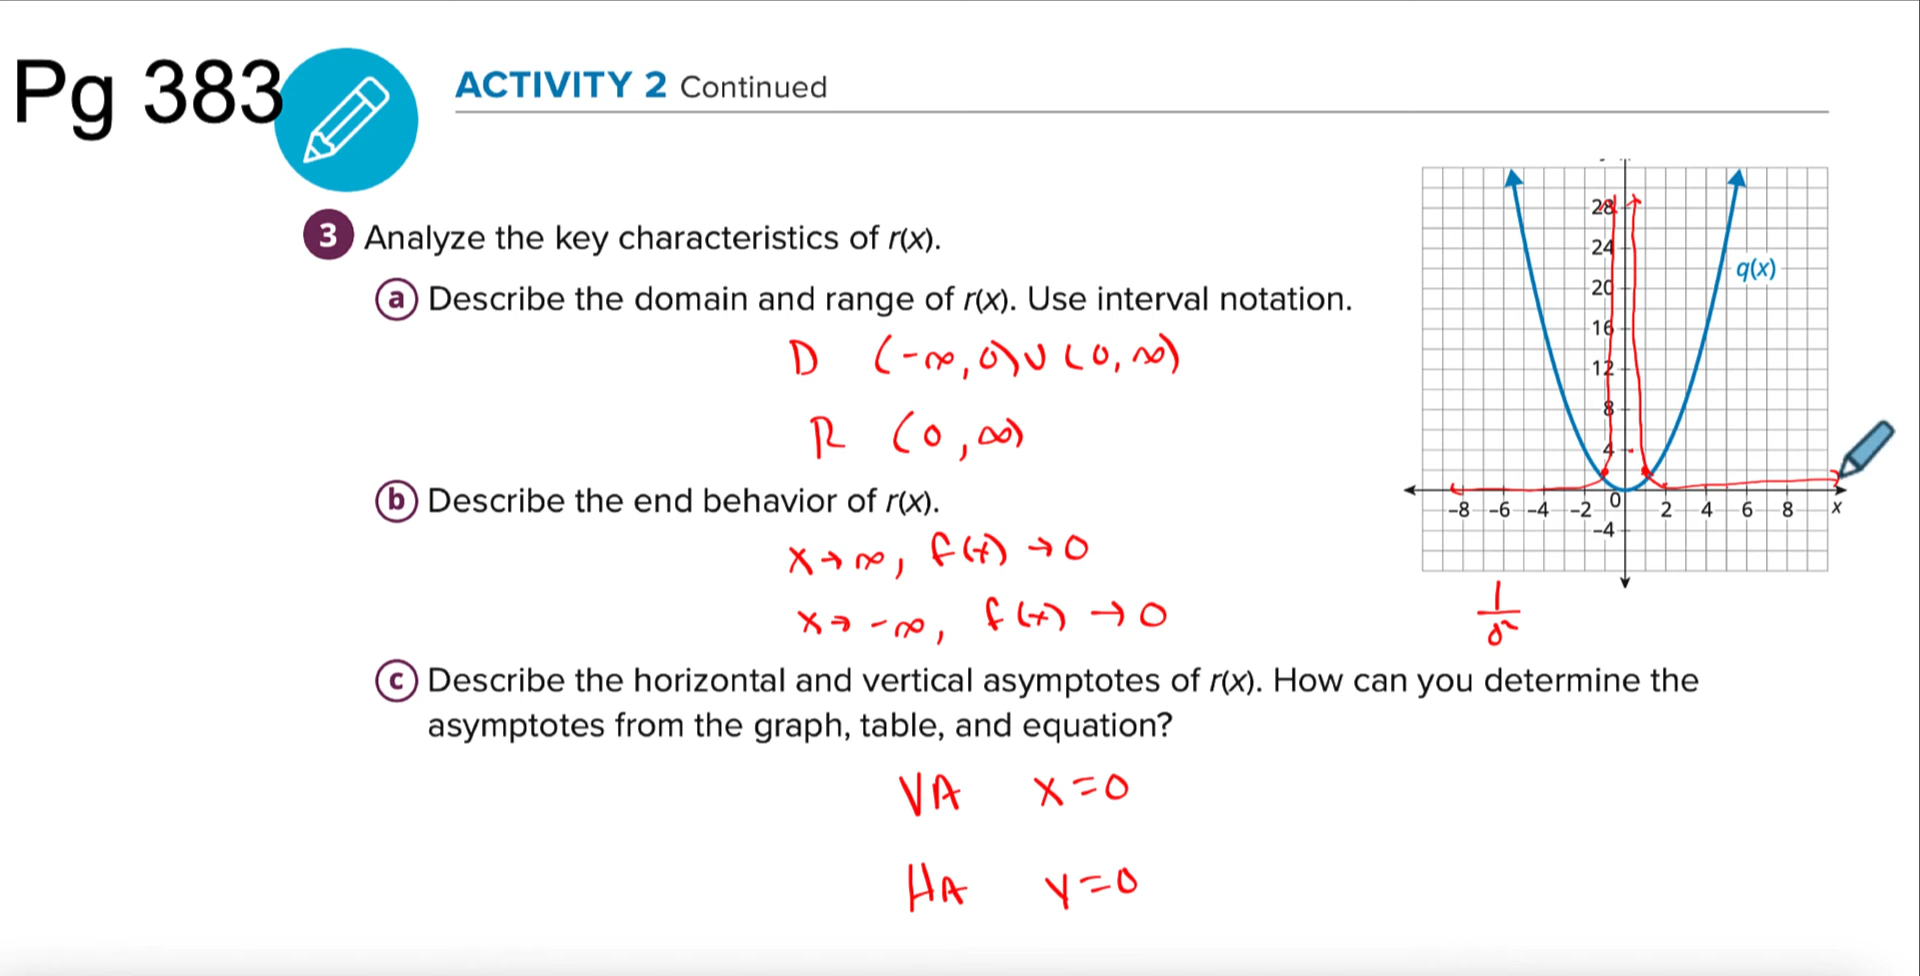 Pg 383
ACTIVITY 2 Continued
3 Analyze the key characteristics of r(x).
a Describe the domain and range of r(x). Use interval notation.
D (-∞, 0) ∪ (0, ∞)
R (0, ∞)
b Describe the end behavior of r(x).
x → ∞, f(x) → 0
x → -∞, f(x) → 0
c Describe the horizontal and vertical asymptotes of r(x). How can you determine the
asymptotes from the graph, table, and equation?
VA x=0
HA y=0
28
24
q(x)
20
16
12
8
4
-8 -6 -4 -2 0 2 4 6 8 x
-4